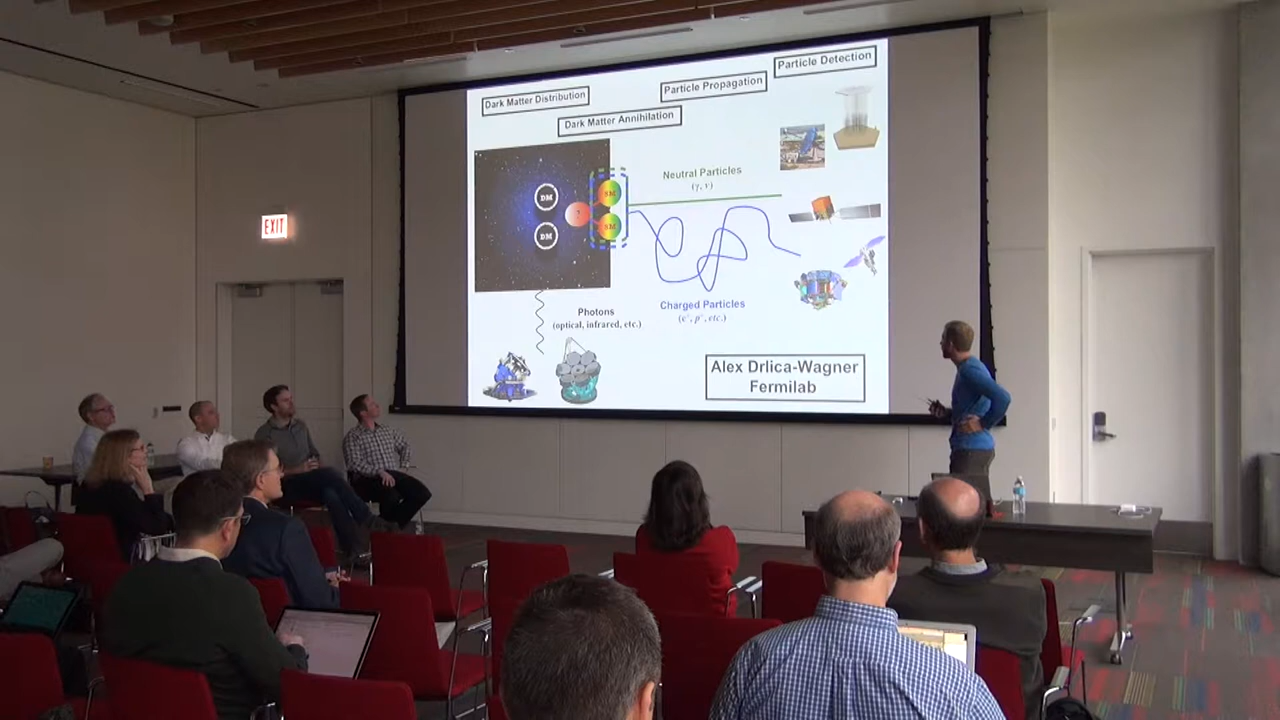 Dark Matter Distribution
Particle Propagation
Particle Detection
Dark Matter Annihilation
EXIT
DM
DM
?
SM
SM
Neutral Particles
(γ, ν)
Charged Particles
(e⁺, p⁺, etc.)
Photons
(optical, infrared, etc.)
Alex Drlica-Wagner
Fermilab